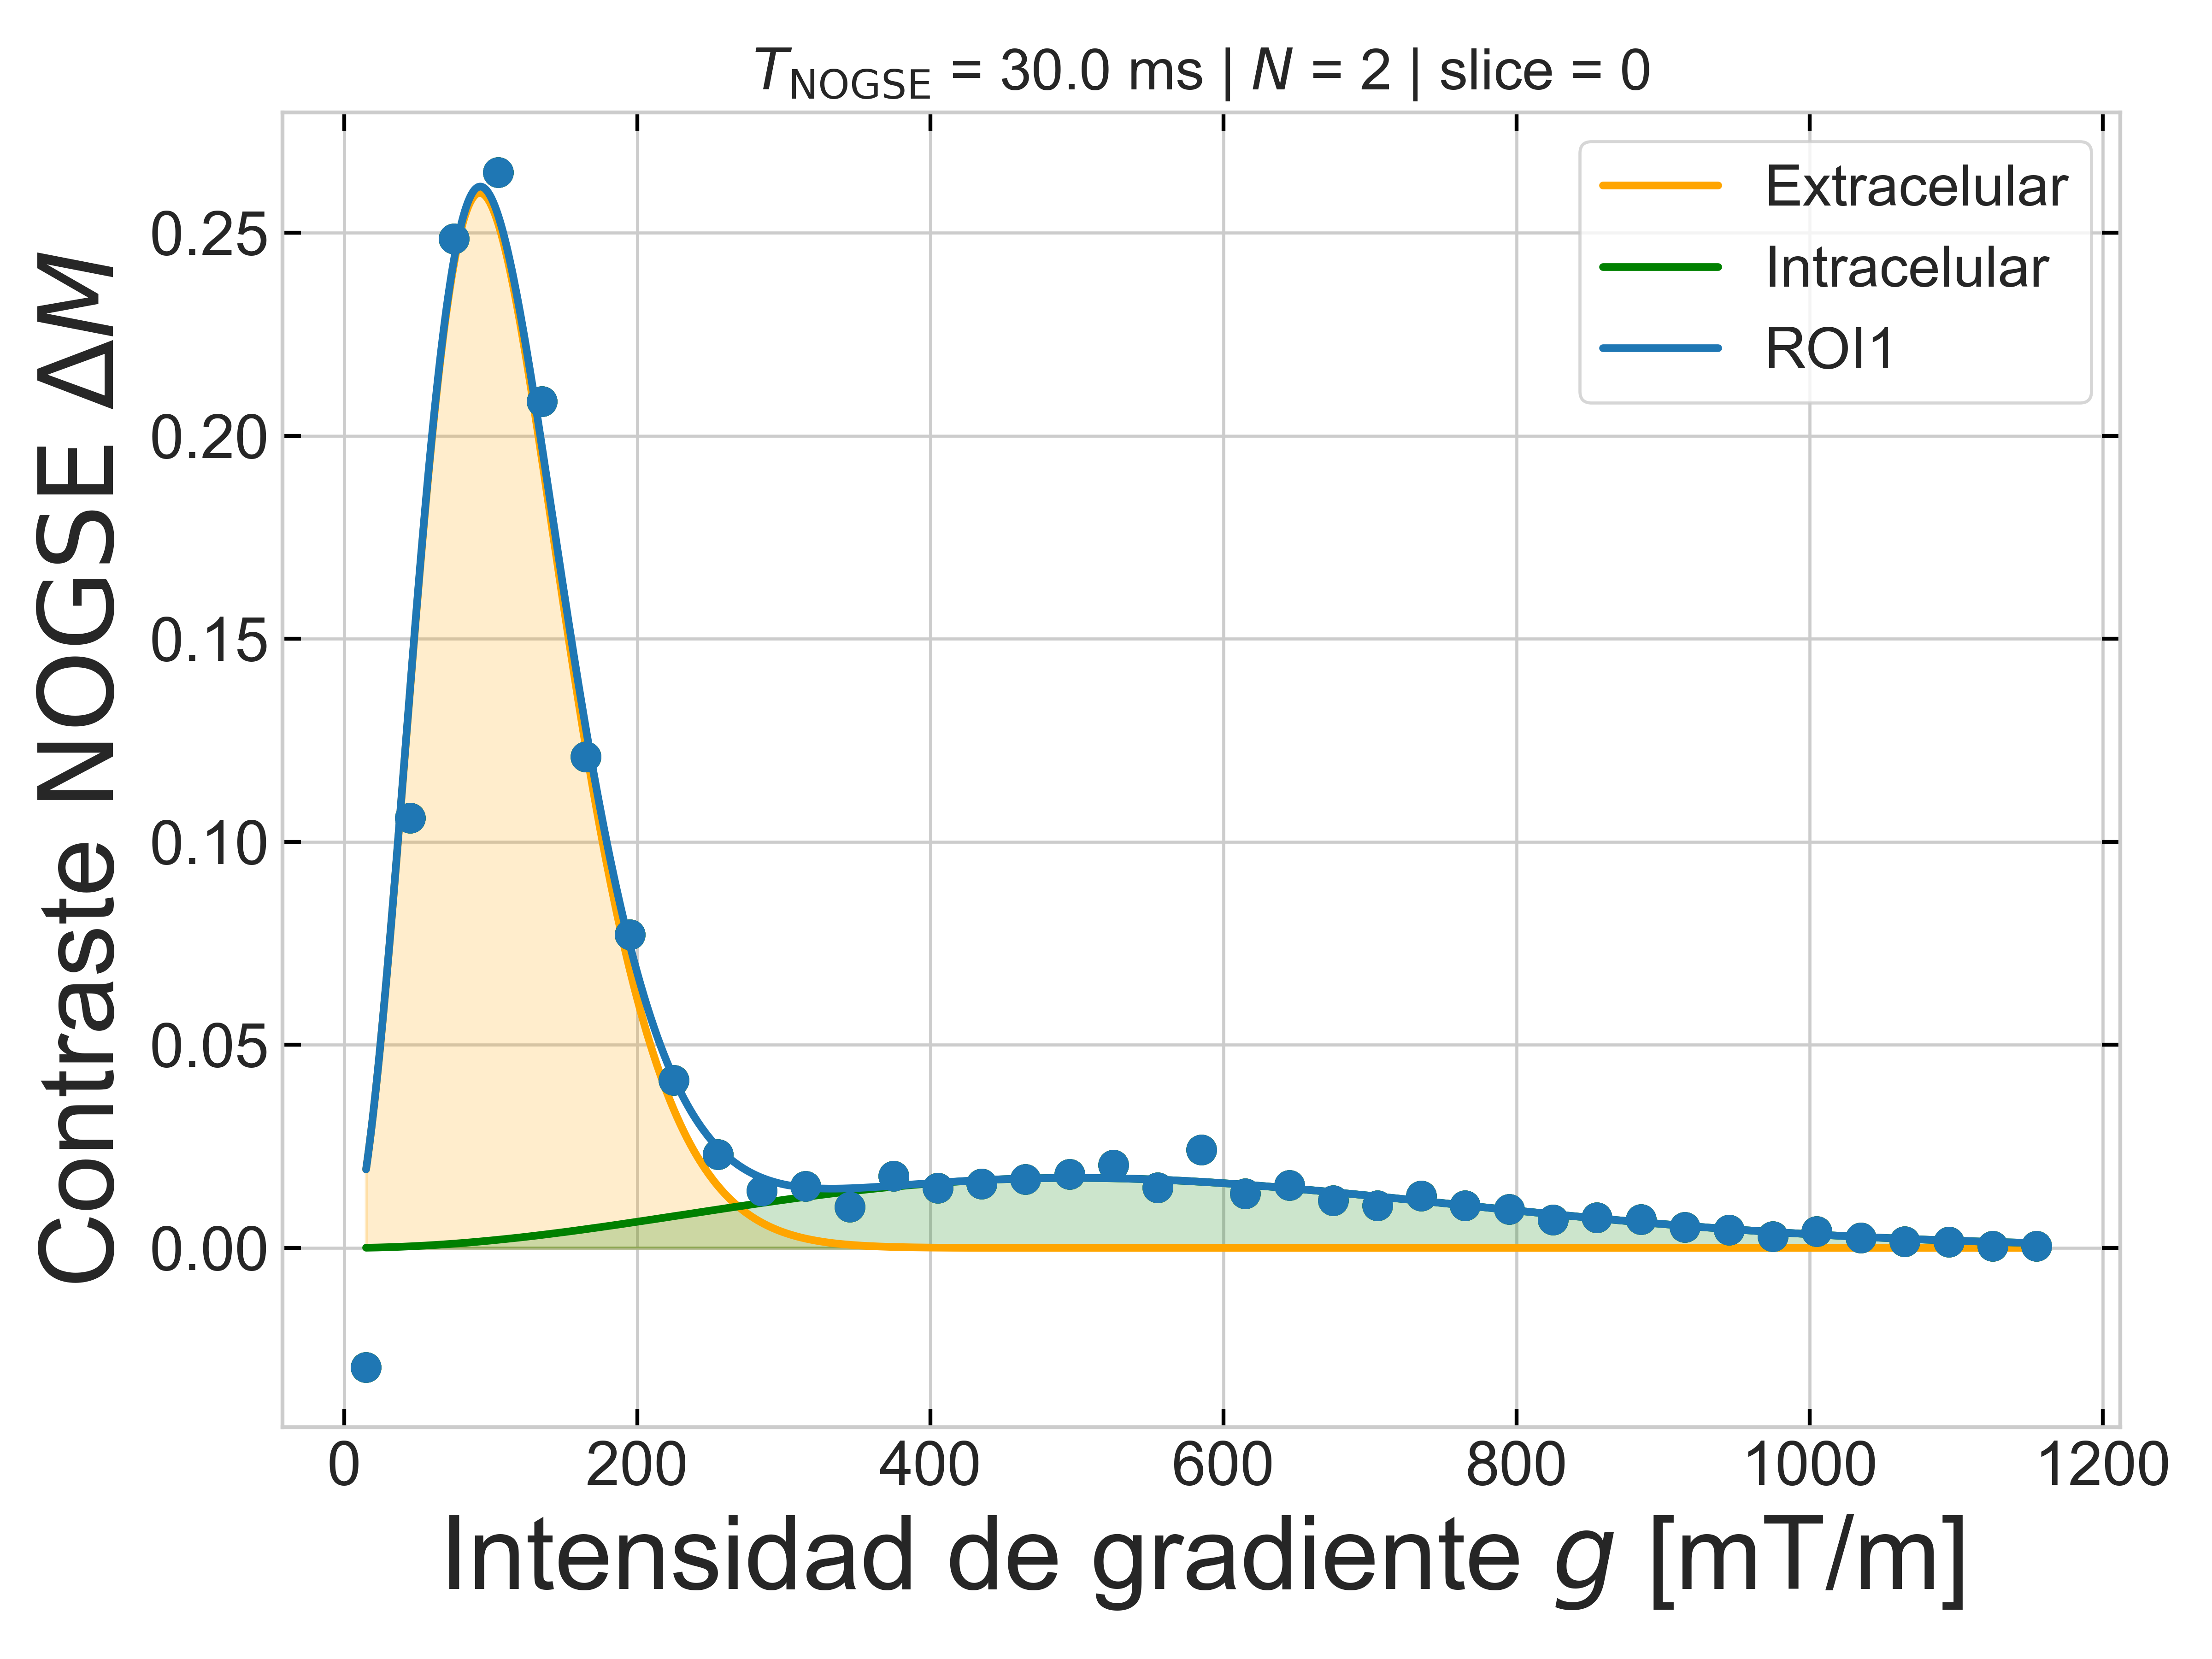 T_NOGSE = 30.0 ms | N = 2 | slice = 0
Extracelular
Intracelular
ROI1
Contraste NOGSE ΔM
0.25
0.20
0.15
0.10
0.05
0.00
0 200 400 600 800 1000 1200
Intensidad de gradiente g [mT/m]